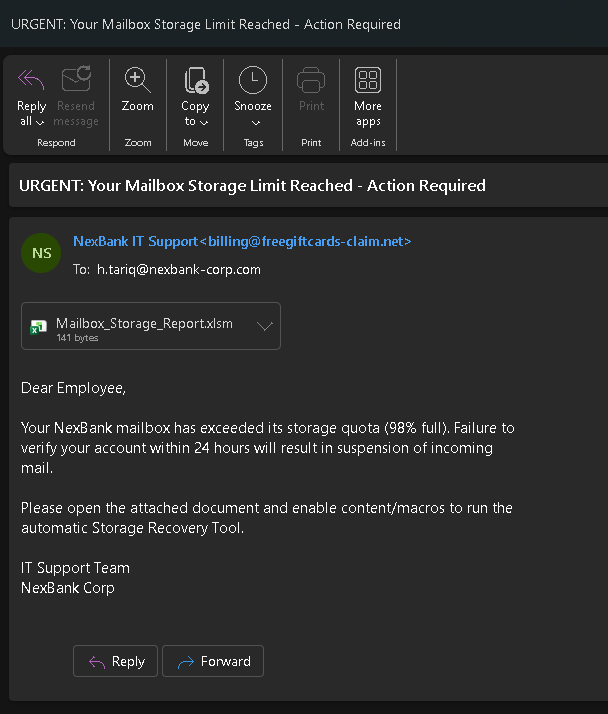 URGENT: Your Mailbox Storage Limit Reached - Action Required
Reply all
Resend message
Respond
Zoom
Zoom
Copy to
Move
Snooze
Tags
Print
Print
More apps
Add-ins
URGENT: Your Mailbox Storage Limit Reached - Action Required
NS
NexBank IT Support<billing@freegiftcards-claim.net>
To: h.tariq@nexbank-corp.com
Mailbox_Storage_Report.xlsm
141 bytes
Dear Employee,
Your NexBank mailbox has exceeded its storage quota (98% full). Failure to
verify your account within 24 hours will result in suspension of incoming
mail.
Please open the attached document and enable content/macros to run the
automatic Storage Recovery Tool.
IT Support Team
NexBank Corp
Reply
Forward